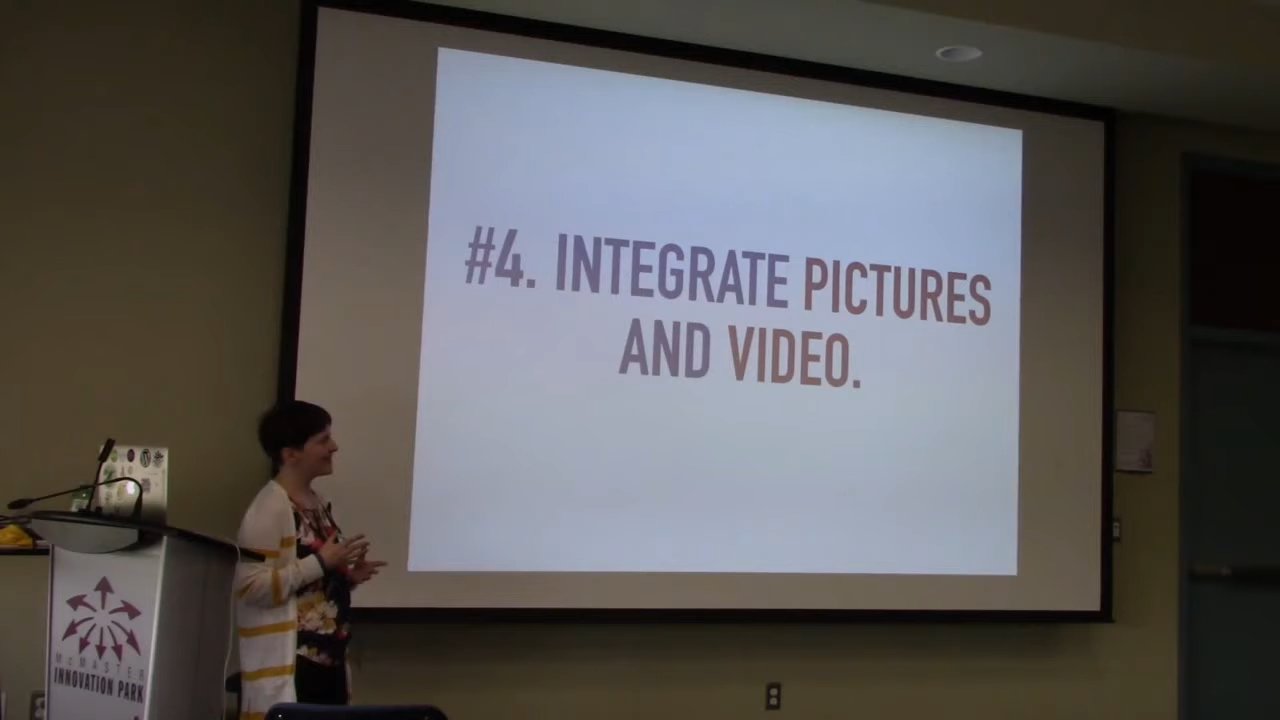 #4. INTEGRATE PICTURES
AND VIDEO.
McMASTER
INNOVATION PARK